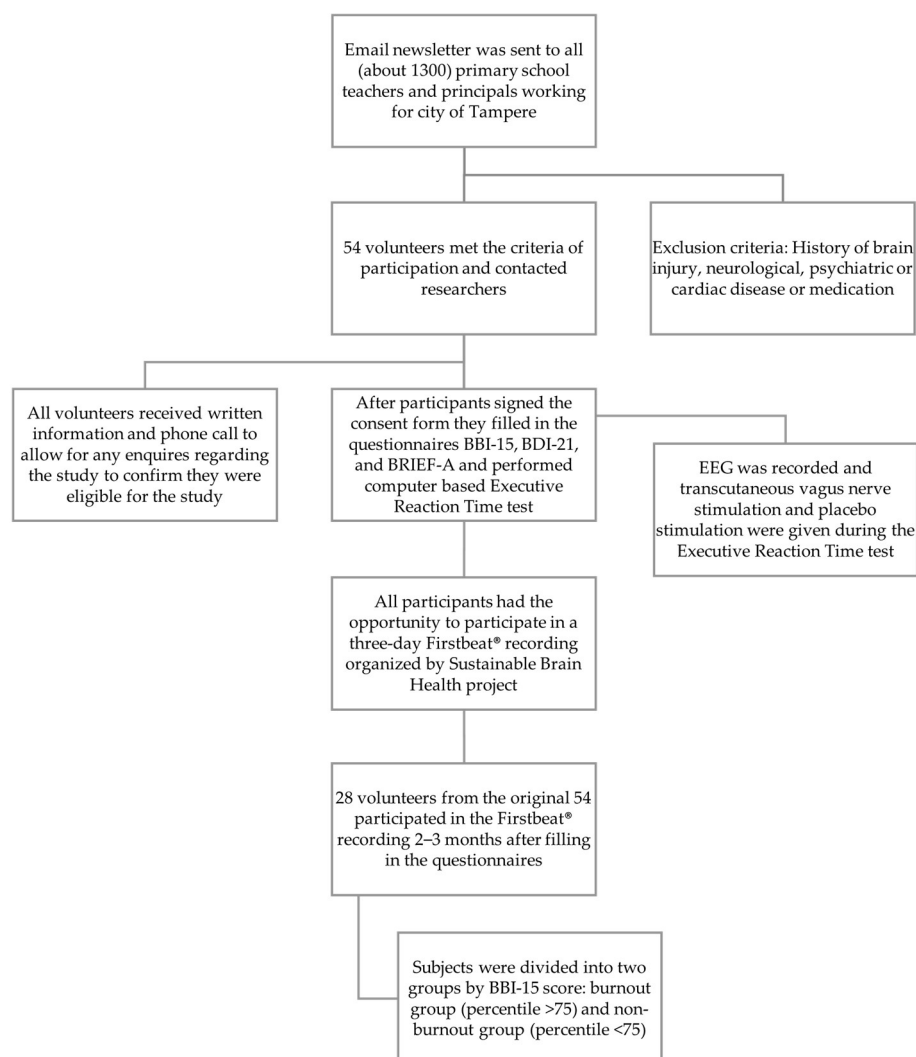 Email newsletter was sent to all
(about 1300) primary school
teachers and principals working
for city of Tampere
54 volunteers met the criteria of
participation and contacted
researchers
Exclusion criteria: History of brain
injury, neurological, psychiatric or
cardiac disease or medication
All volunteers received written
information and phone call to
allow for any enquires regarding
the study to confirm they were
eligible for the study
After participants signed the
consent form they filled in the
questionnaires BBI-15, BDI-21,
and BRIEF-A and performed
computer based Executive
Reaction Time test
EEG was recorded and
transcutaneous vagus nerve
stimulation and placebo
stimulation were given during the
Executive Reaction Time test
All participants had the
opportunity to participate in a
three-day Firstbeat® recording
organized by Sustainable Brain
Health project
28 volunteers from the original 54
participated in the Firstbeat®
recording 2–3 months after filling
in the questionnaires
Subjects were divided into two
groups by BBI-15 score: burnout
group (percentile >75) and non-
burnout group (percentile <75)